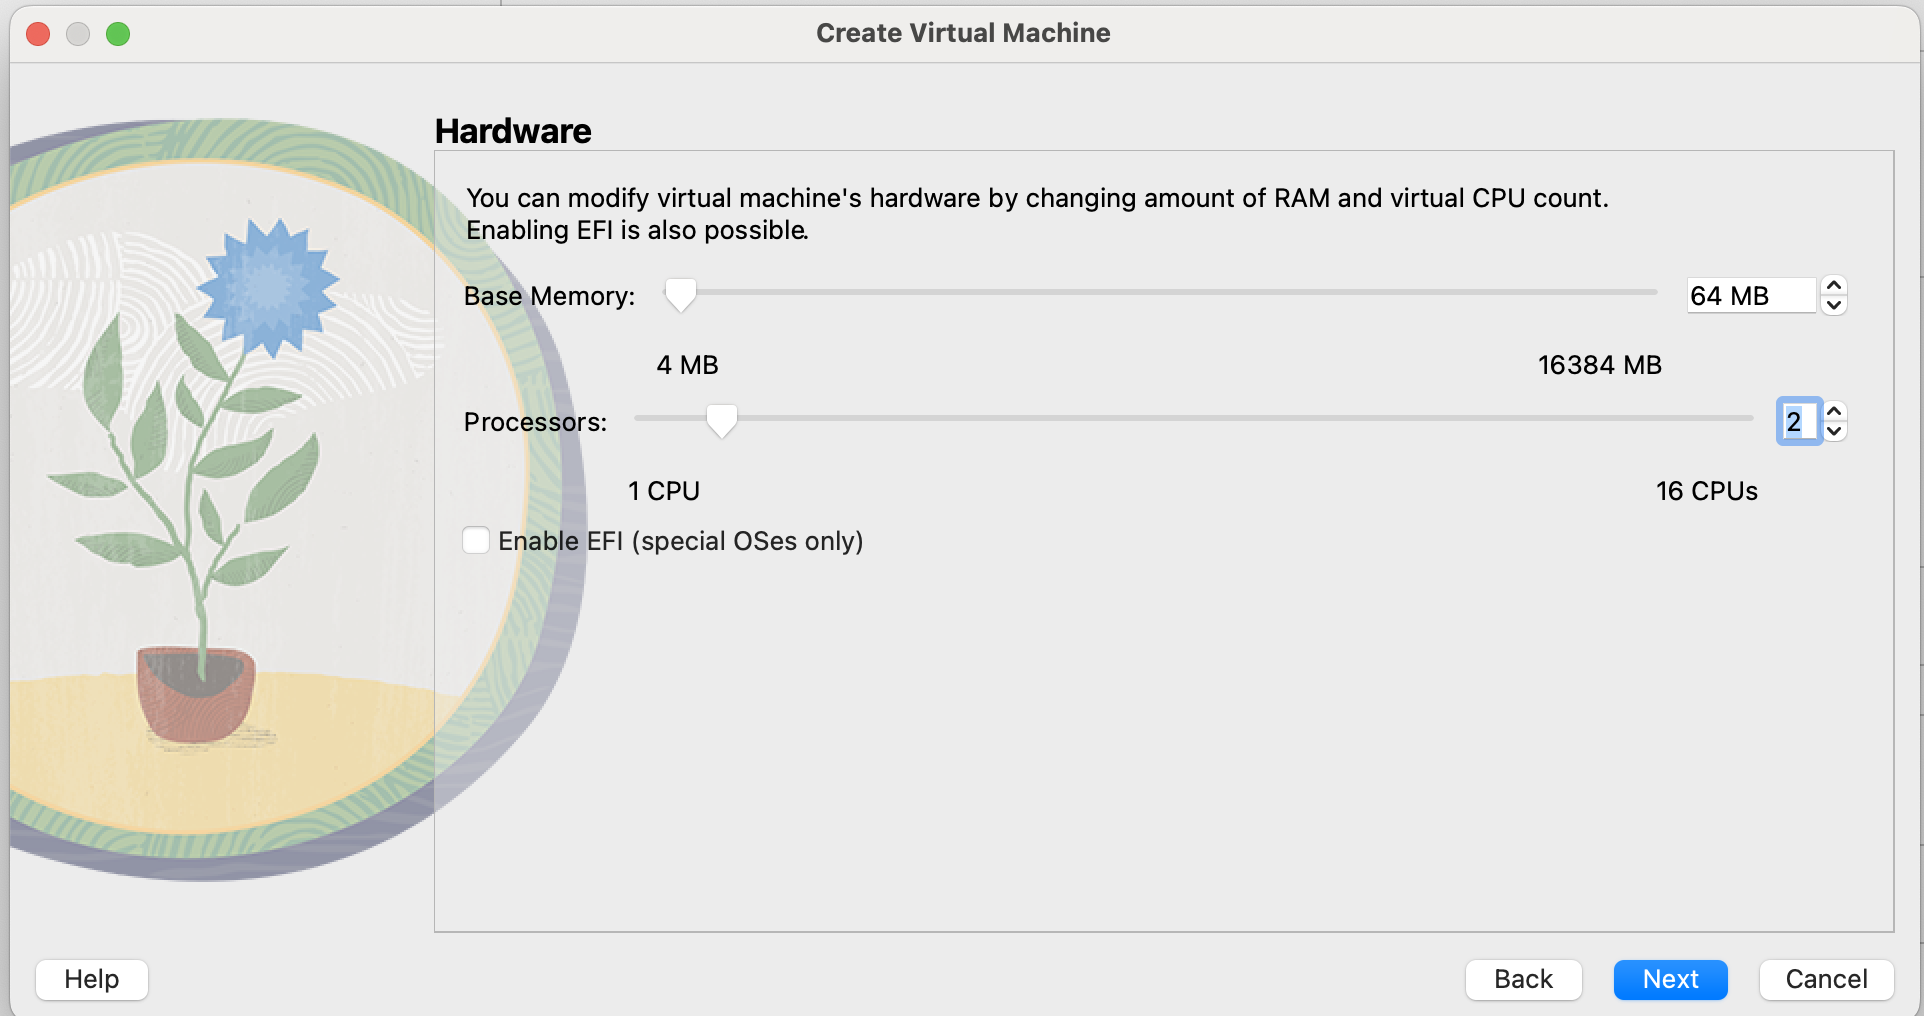 Create Virtual Machine
Hardware
You can modify virtual machine's hardware by changing amount of RAM and virtual CPU count.
Enabling EFI is also possible.
Base Memory:
64 MB
4 MB
16384 MB
Processors:
2
1 CPU
16 CPUs
Enable EFI (special OSes only)
Help
Back
Next
Cancel